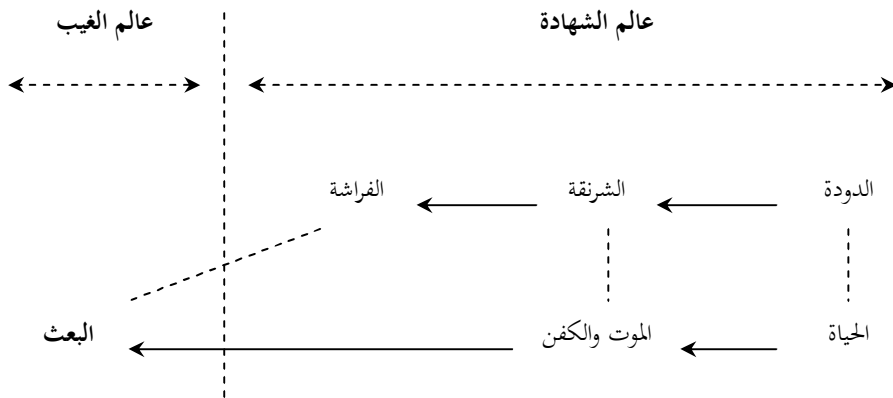 عالم الشهادة
عالم الغيب
الدودة
الشرنقة
الفراشة
الحياة
الموت والكفن
البعث